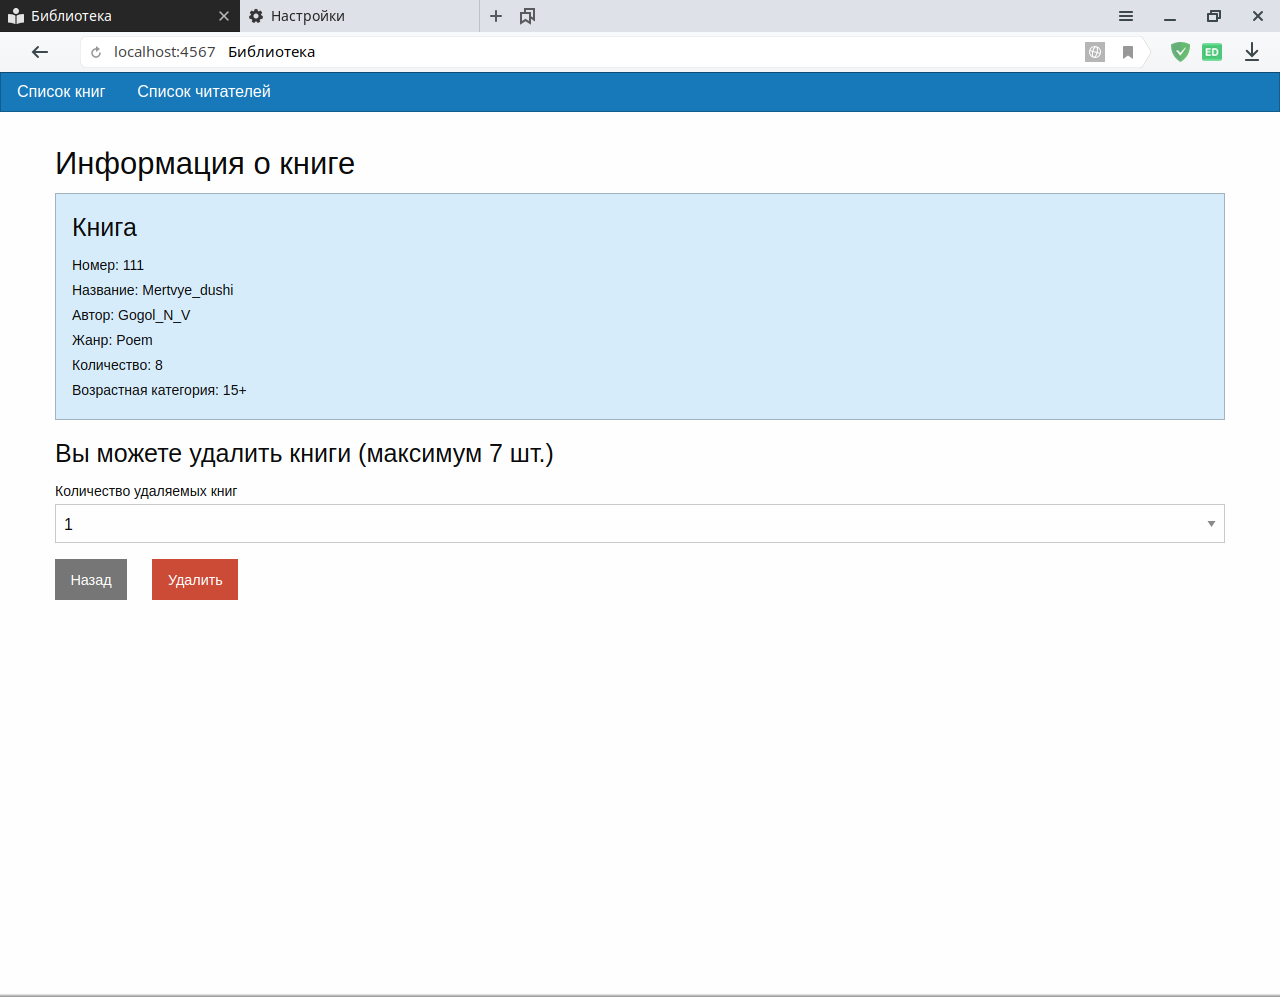 Библиотека
Настройки
localhost:4567 Библиотека
ED
Список книг Список читателей
Информация о книге
Книга
Номер: 111
Название: Mertvye_dushi
Автор: Gogol_N_V
Жанр: Poem
Количество: 8
Возрастная категория: 15+
Вы можете удалить книги (максимум 7 шт.)
Количество удаляемых книг
1
Назад Удалить